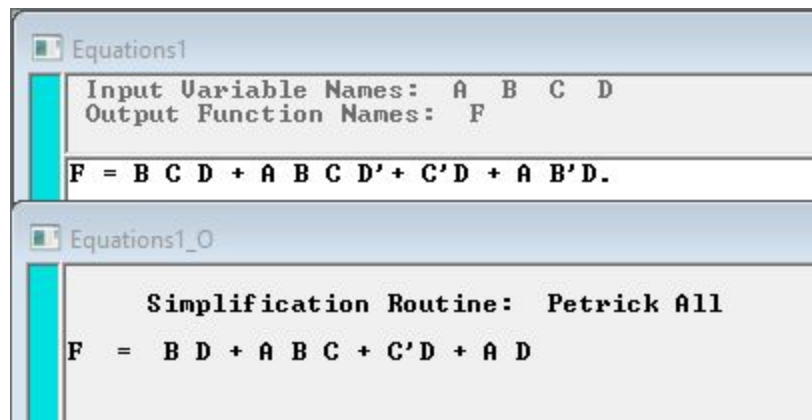 Equations1
Input Variable Names: A B C D
Output Function Names: F
F = B C D + A B C D'+ C'D + A B'D.
Equations1_O
Simplification Routine: Petrick All
F = B D + A B C + C'D + A D